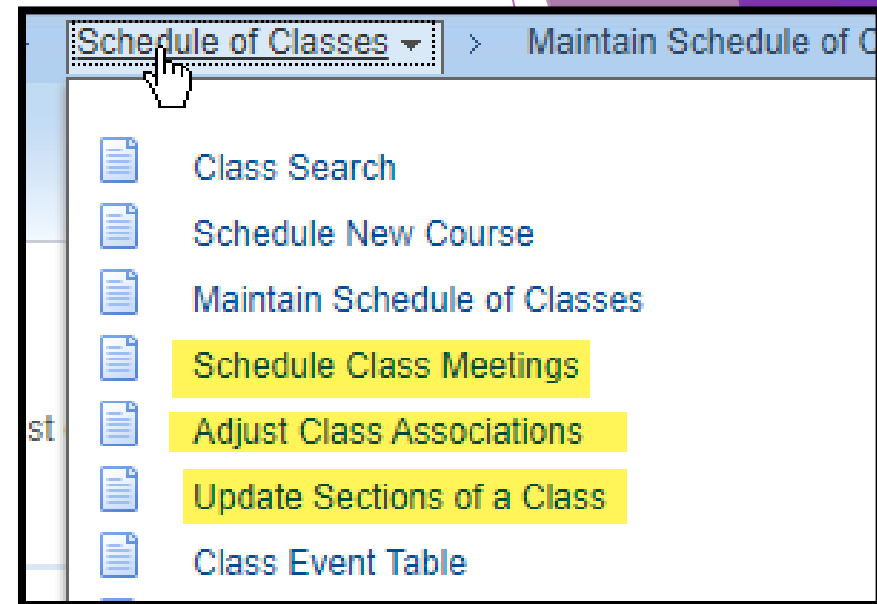 Schedule of Classes > Maintain Schedule of
Class Search
Schedule New Course
Maintain Schedule of Classes
Schedule Class Meetings
st
Adjust Class Associations
Update Sections of a Class
Class Event Table